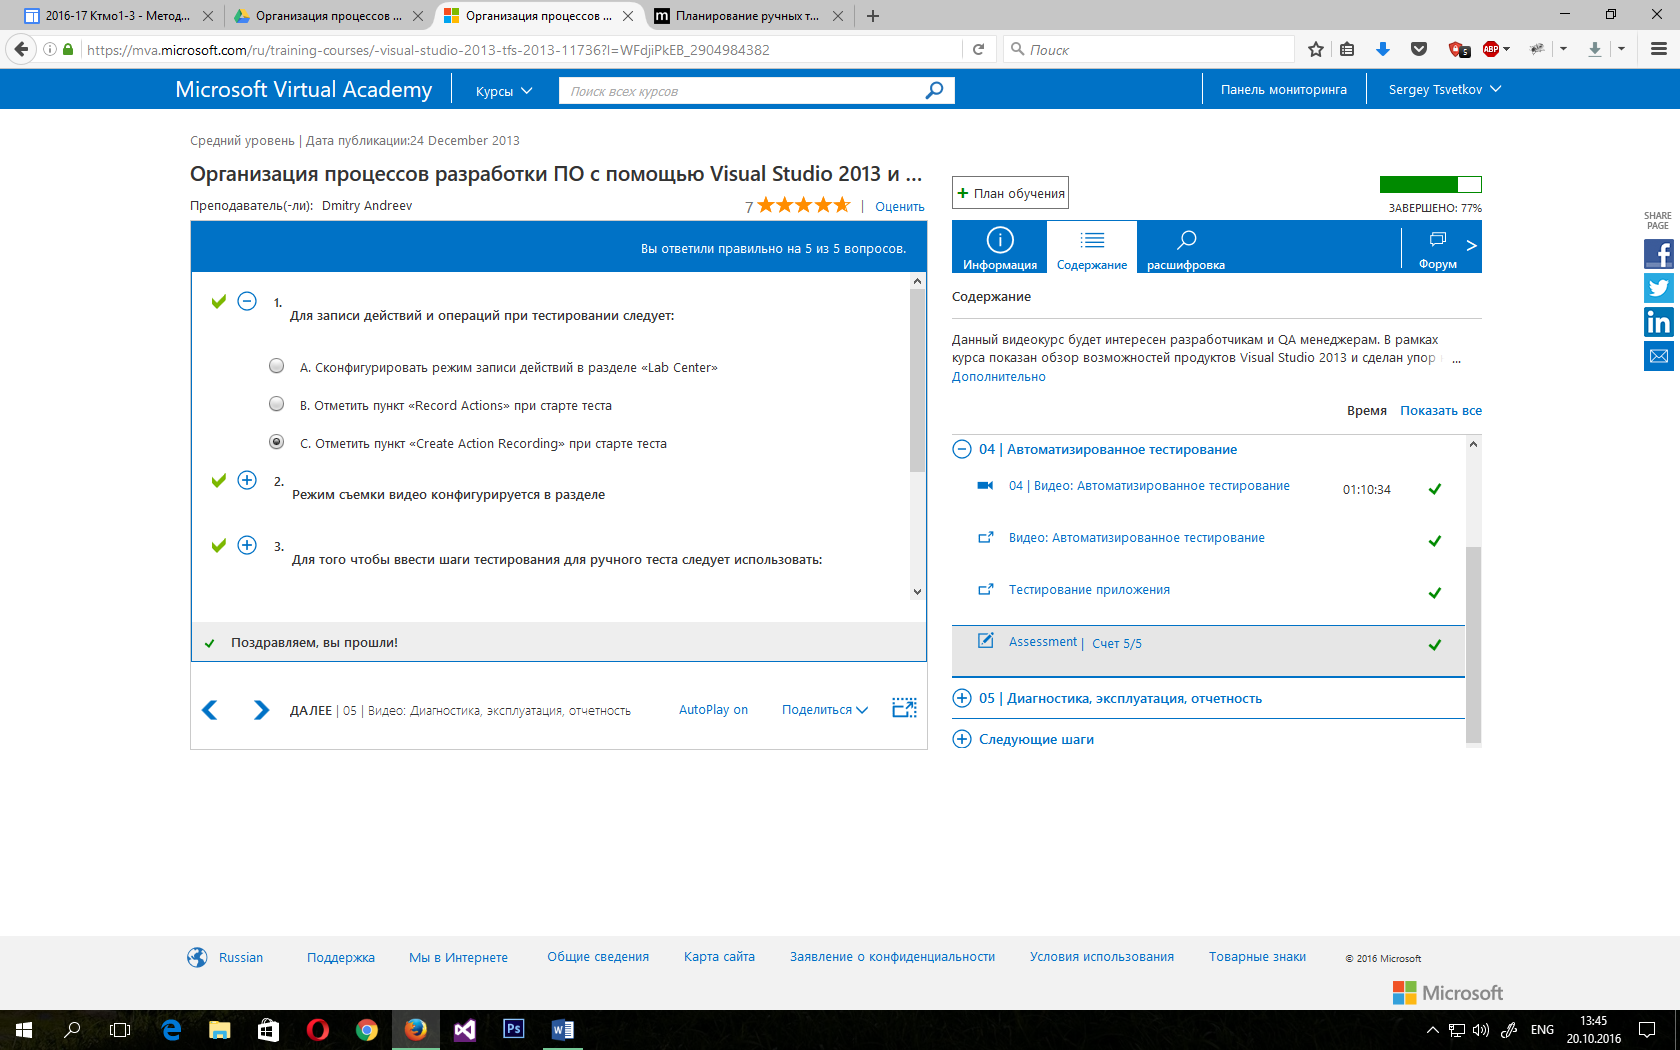 2016-17 Ктмо1-3 - Метод...
Организация процессов ...
Организация процессов ...
Планирование ручных т...
https://mva.microsoft.com/ru/training-courses/-visual-studio-2013-tfs-2013-11736?l=WFdjiPkEB_2904984382
Поиск
5
ABP
Microsoft Virtual Academy
Курсы
Поиск всех курсов
Панель мониторинга
Sergey Tsvetkov
Средний уровень | Дата публикации:24 December 2013
Организация процессов разработки ПО с помощью Visual Studio 2013 и ...
Преподаватель(-ли): Dmitry Andreev
7
| Оценить
Вы ответили правильно на 5 из 5 вопросов.
1.
Для записи действий и операций при тестировании следует:
A. Сконфигурировать режим записи действий в разделе «Lab Center»
B. Отметить пункт «Record Actions» при старте теста
C. Отметить пункт «Create Action Recording» при старте теста
2.
Режим съемки видео конфигурируется в разделе
3.
Для того чтобы ввести шаги тестирования для ручного теста следует использовать:
Поздравляем, вы прошли!
ДАЛЕЕ | 05 | Видео: Диагностика, эксплуатация, отчетность
AutoPlay on
Поделиться
+ План обучения
ЗАВЕРШЕНО: 77%
Информация
Содержание
расшифровка
Форум
Содержание
Данный видеокурс будет интересен разработчикам и QA менеджерам. В рамках
курса показан обзор возможностей продуктов Visual Studio 2013 и сделан упор ...
Дополнительно
Время
Показать все
04 | Автоматизированное тестирование
04 | Видео: Автоматизированное тестирование
01:10:34
Видео: Автоматизированное тестирование
Тестирование приложения
Assessment | Счет 5/5
05 | Диагностика, эксплуатация, отчетность
Следующие шаги
SHARE
PAGE
Russian
Поддержка
Мы в Интернете
Общие сведения
Карта сайта
Заявление о конфиденциальности
Условия использования
Товарные знаки
© 2016 Microsoft
Microsoft
Ps
ENG
13:45
20.10.2016